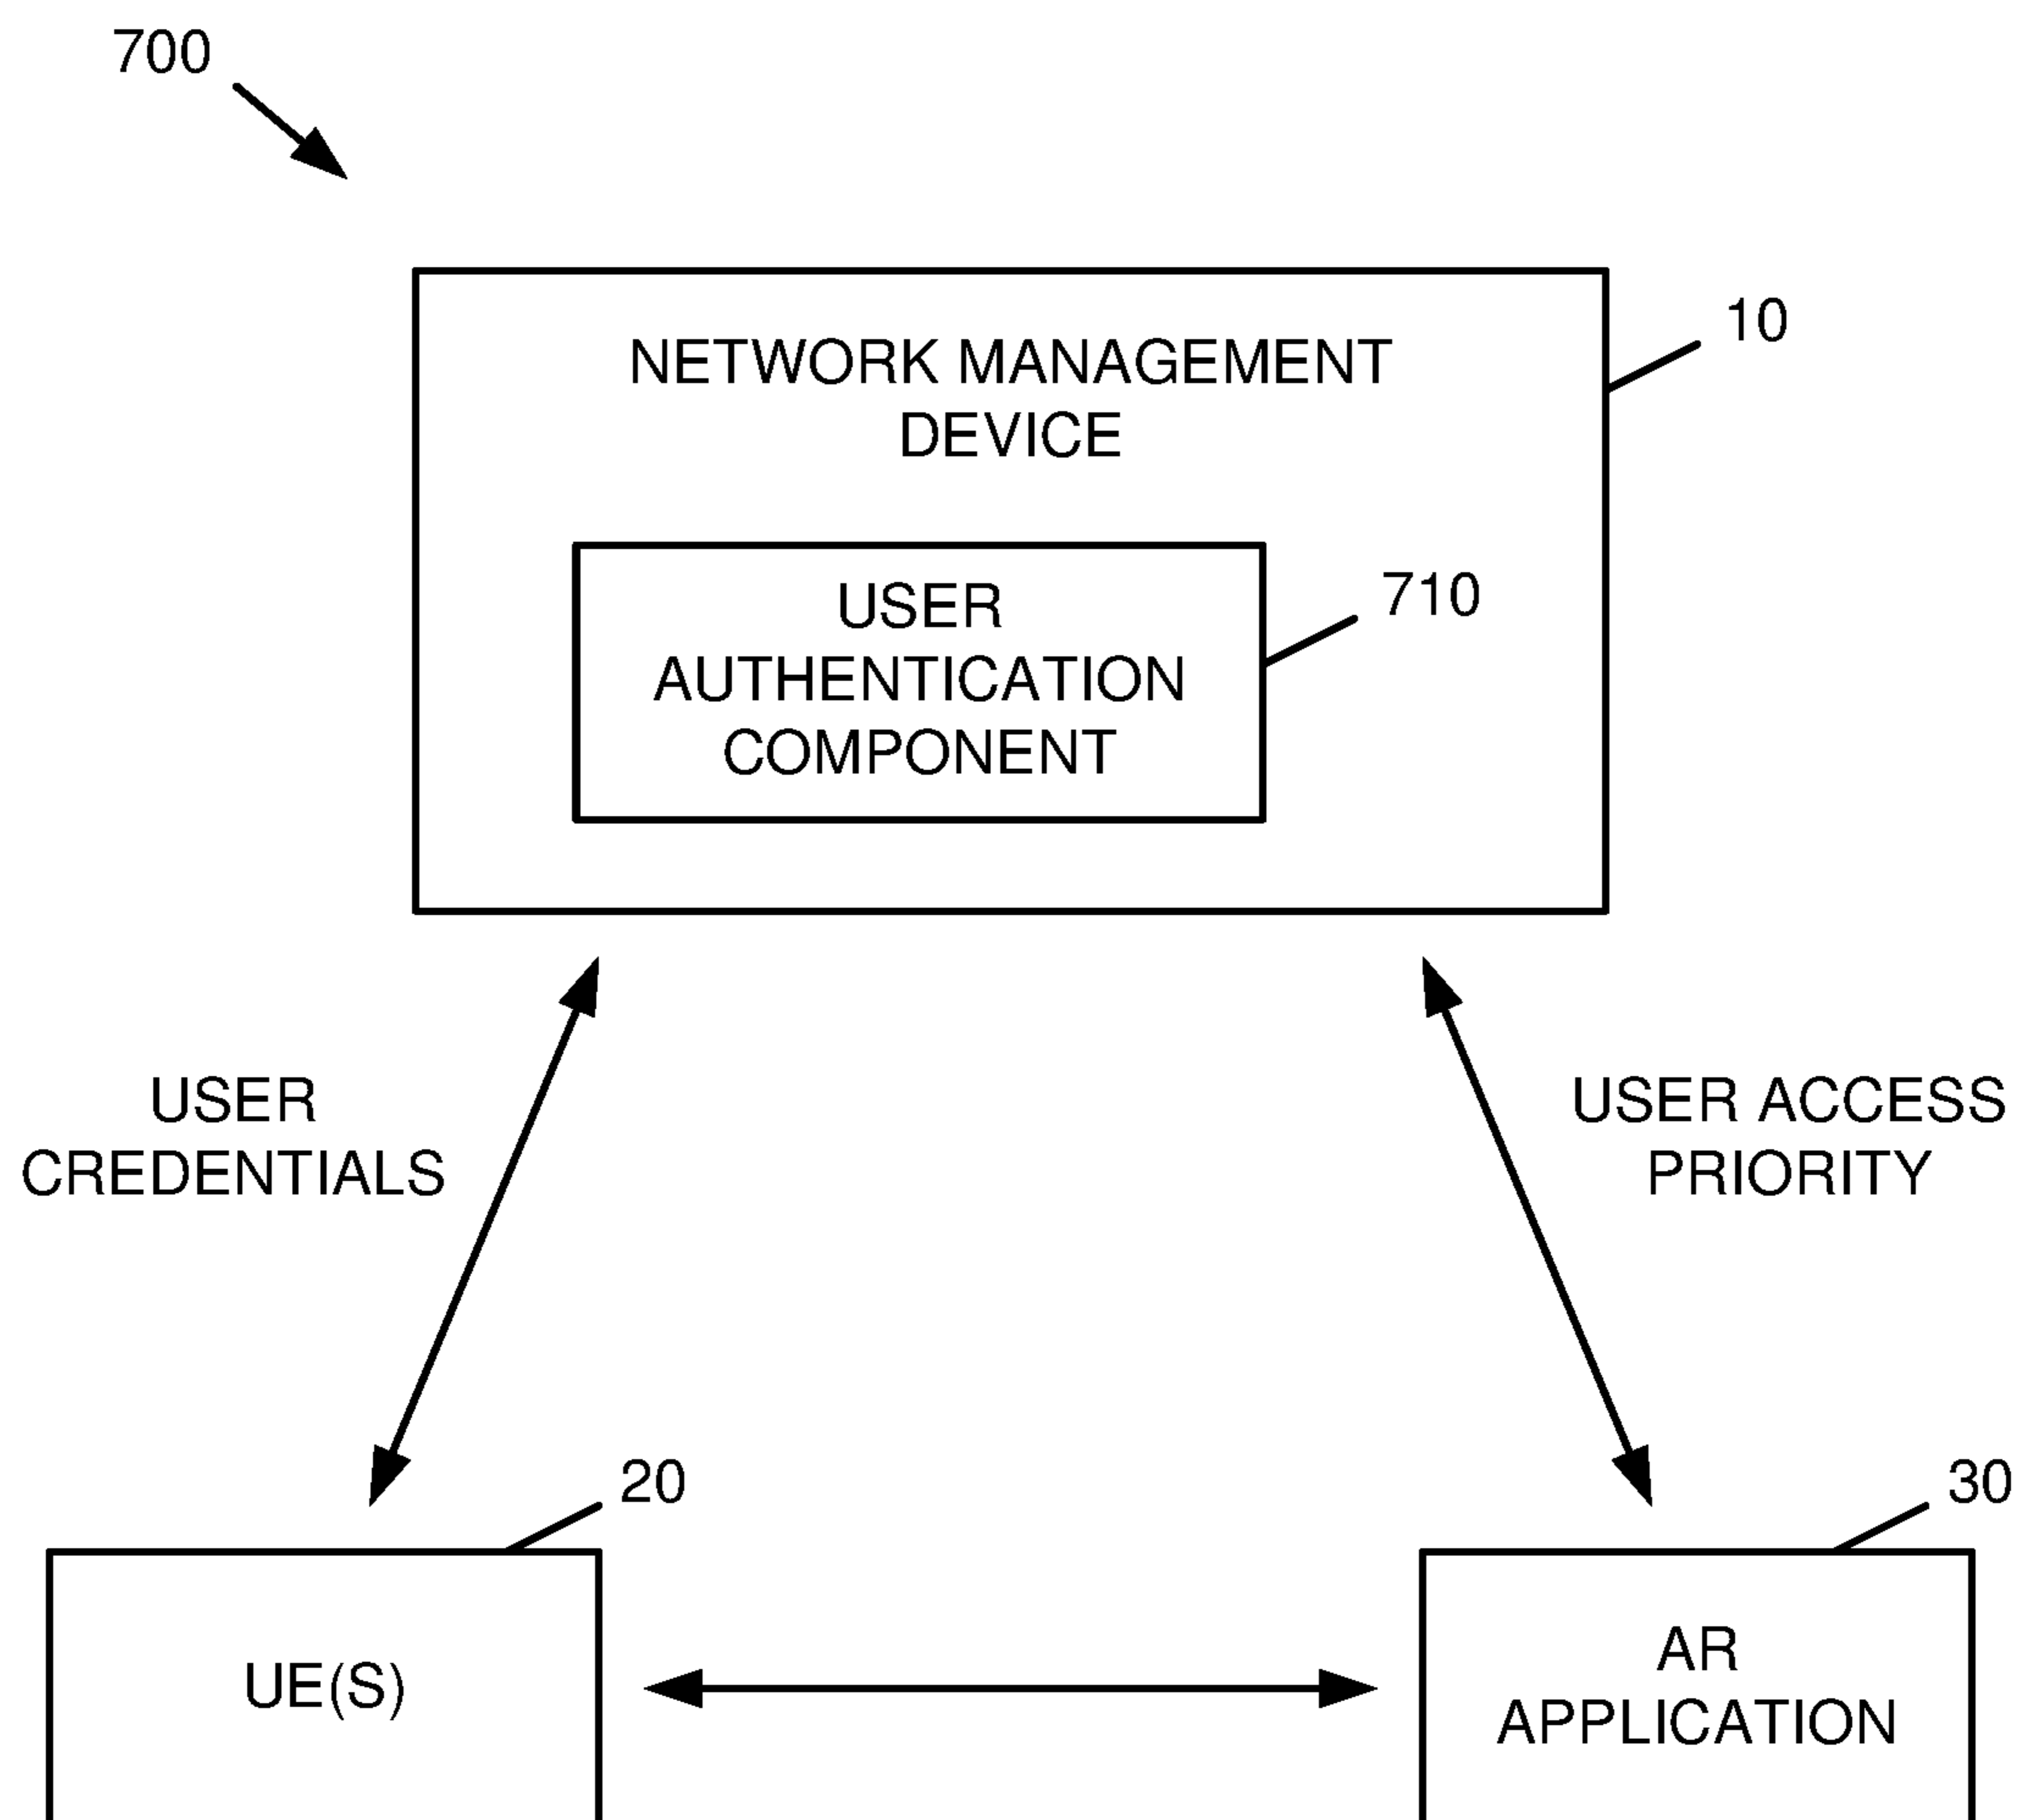 700
10
NETWORK MANAGEMENT
DEVICE
710
USER
AUTHENTICATION
COMPONENT
USER
CREDENTIALS
USER ACCESS
PRIORITY
20
30
UE(S)
AR
APPLICATION